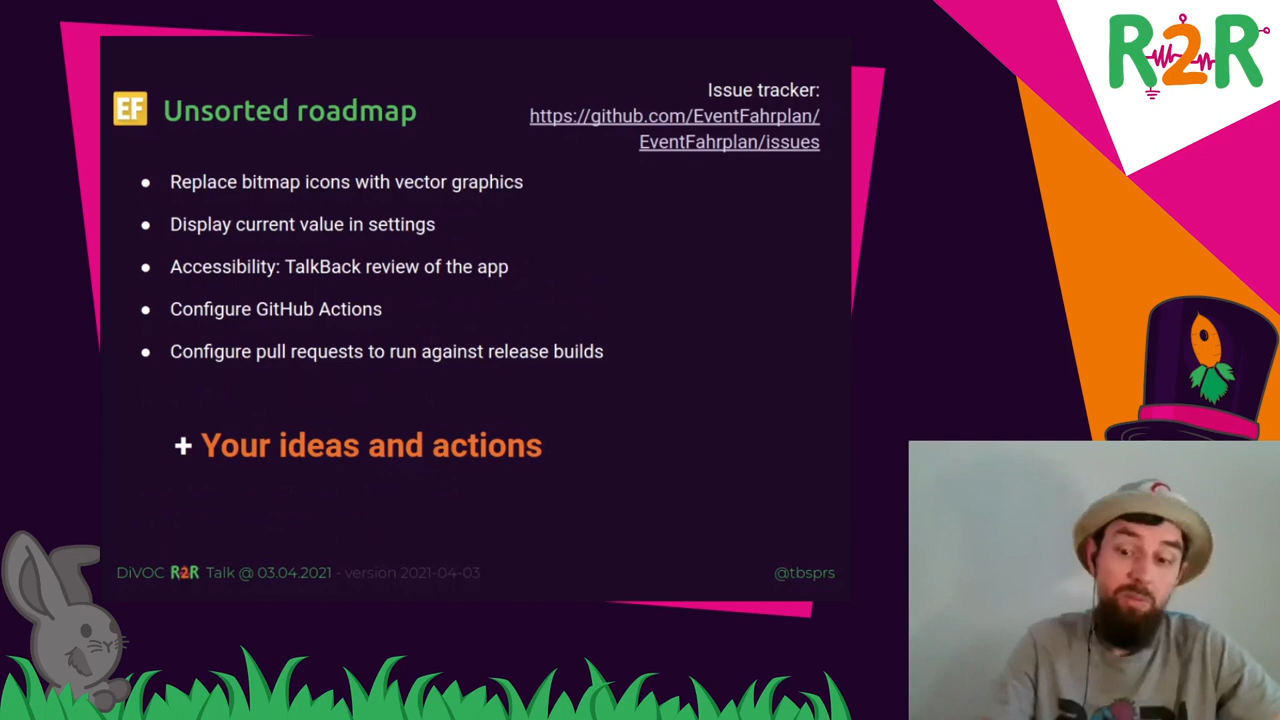 R2R
EF Unsorted roadmap
Issue tracker:
https://github.com/EventFahrplan/
EventFahrplan/issues
● Replace bitmap icons with vector graphics
● Display current value in settings
● Accessibility: TalkBack review of the app
● Configure GitHub Actions
● Configure pull requests to run against release builds
+ Your ideas and actions
DiVOC R2R Talk @ 03.04.2021 - version 2021-04-03
@tbsprs